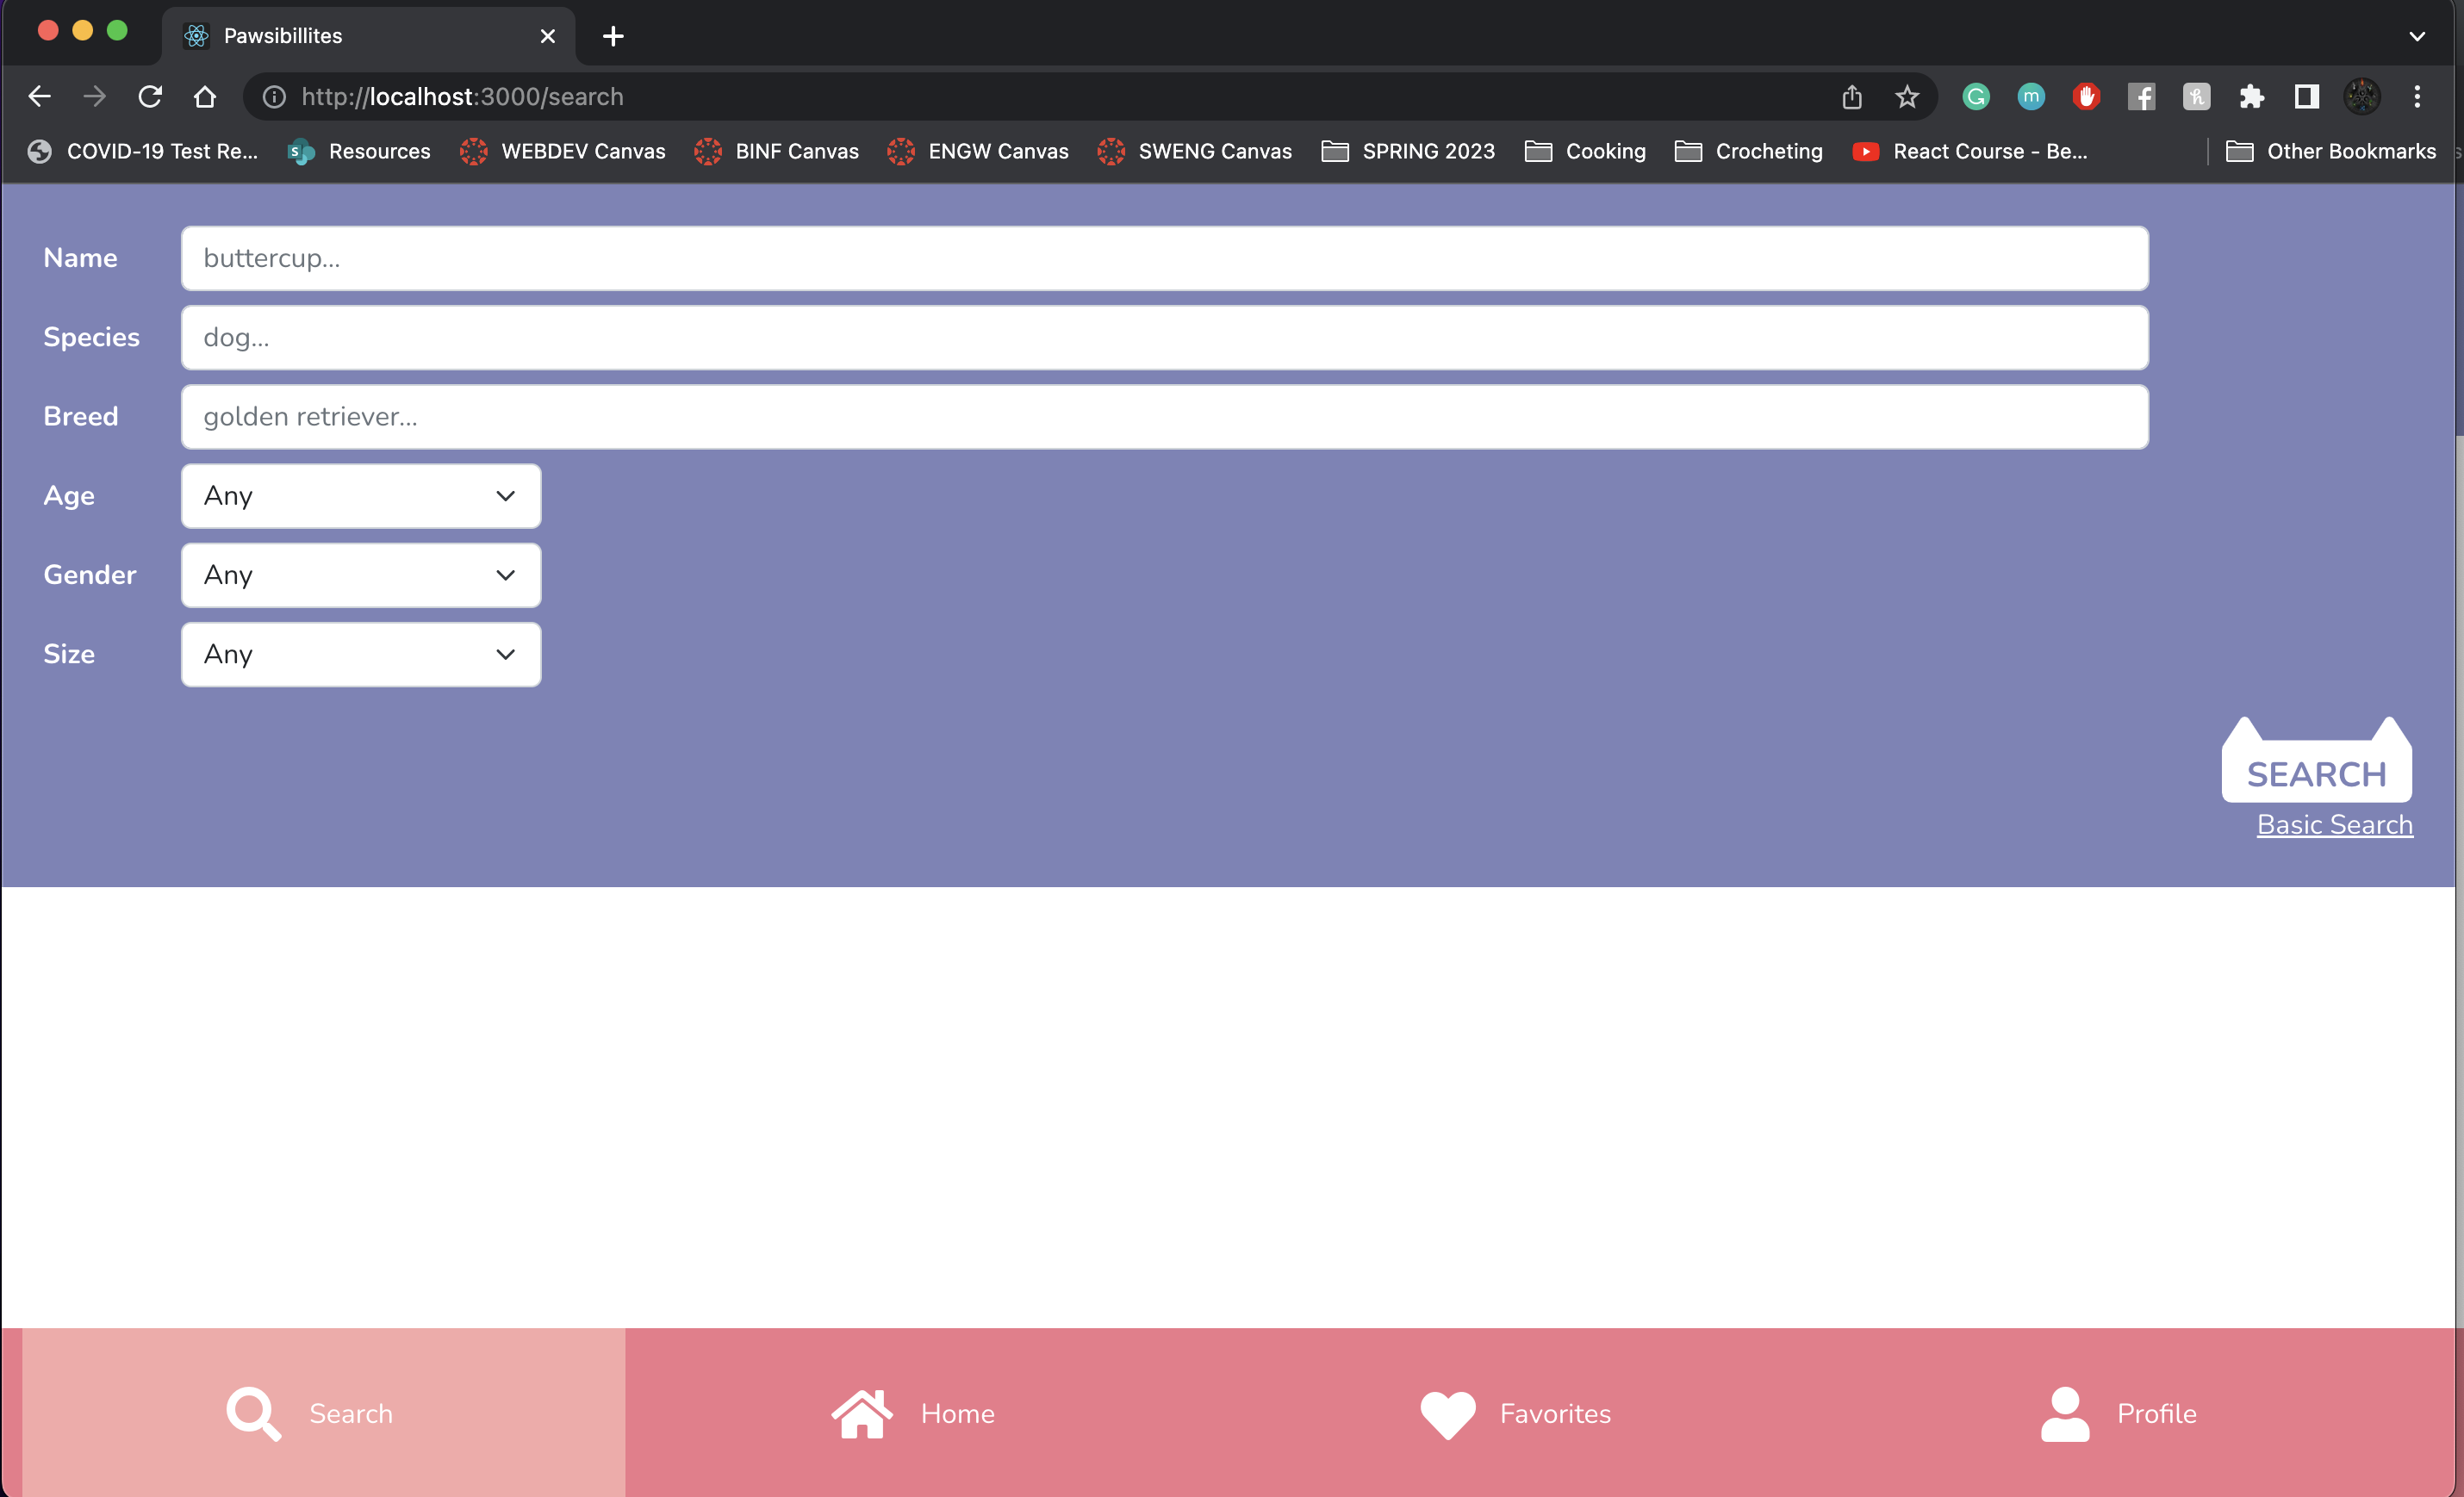 Pawsibillites
http://localhost:3000/search
COVID-19 Test Re... Resources WEBDEV Canvas BINF Canvas ENGW Canvas SWENG Canvas SPRING 2023 Cooking Crocheting React Course - Be... Other Bookmarks
Name buttercup...
Species dog...
Breed golden retriever...
Age Any
Gender Any
Size Any
SEARCH
Basic Search
Search Home Favorites Profile